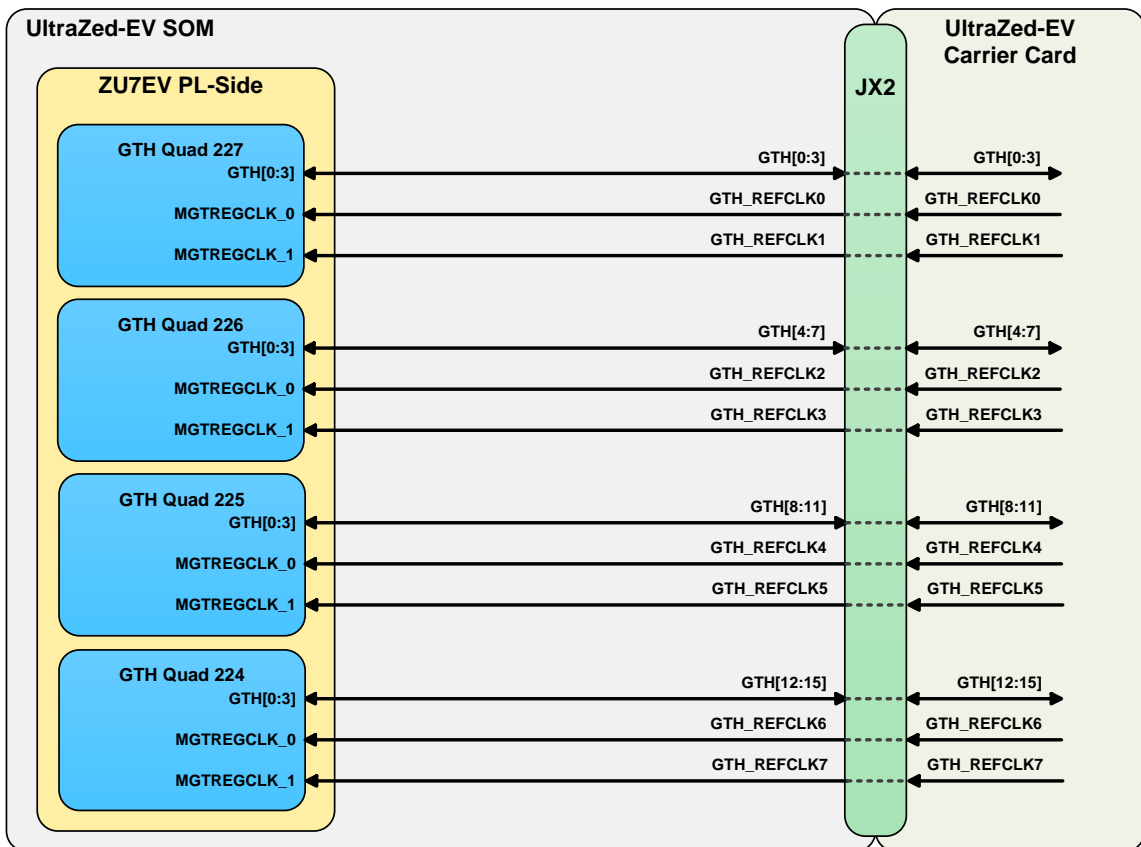 UltraZed-EV SOM
UltraZed-EV
Carrier Card
ZU7EV PL-Side
JX2
GTH Quad 227
GTH[0:3]
GTH[0:3]
GTH[0:3]
MGTREGCLK_0
GTH_REFCLK0
GTH_REFCLK0
MGTREGCLK_1
GTH_REFCLK1
GTH_REFCLK1
GTH Quad 226
GTH[0:3]
GTH[4:7]
GTH[4:7]
MGTREGCLK_0
GTH_REFCLK2
GTH_REFCLK2
MGTREGCLK_1
GTH_REFCLK3
GTH_REFCLK3
GTH Quad 225
GTH[0:3]
GTH[8:11]
GTH[8:11]
MGTREGCLK_0
GTH_REFCLK4
GTH_REFCLK4
MGTREGCLK_1
GTH_REFCLK5
GTH_REFCLK5
GTH Quad 224
GTH[0:3]
GTH[12:15]
GTH[12:15]
MGTREGCLK_0
GTH_REFCLK6
GTH_REFCLK6
MGTREGCLK_1
GTH_REFCLK7
GTH_REFCLK7